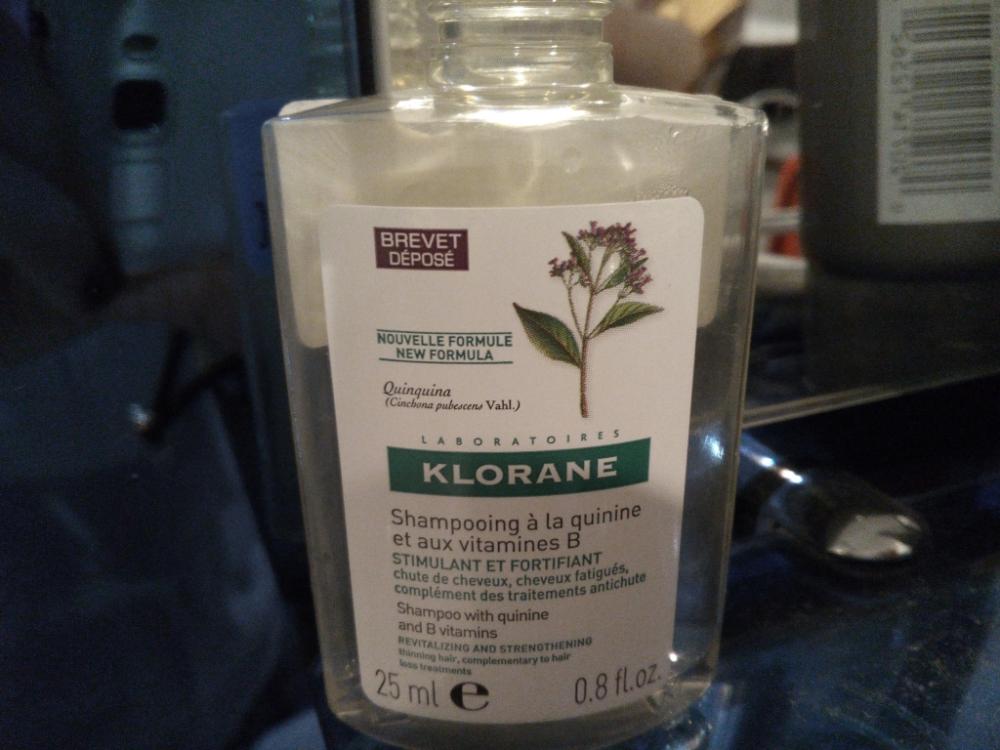 BREVET
DÉPOSÉ
NOUVELLE FORMULE
NEW FORMULA
Quinquina
(Cinchona pubescens Vahl.)
LABORATOIRES
KLORANE
Shampooing à la quinine
et aux vitamines B
STIMULANT ET FORTIFIANT
chute de cheveux, cheveux fatigués,
complément des traitements antichute
Shampoo with quinine
and B vitamins
REVITALIZING AND STRENGTHENING
thinning hair, complementary to hair
loss treatments
25 ml e 0.8 fl.oz.